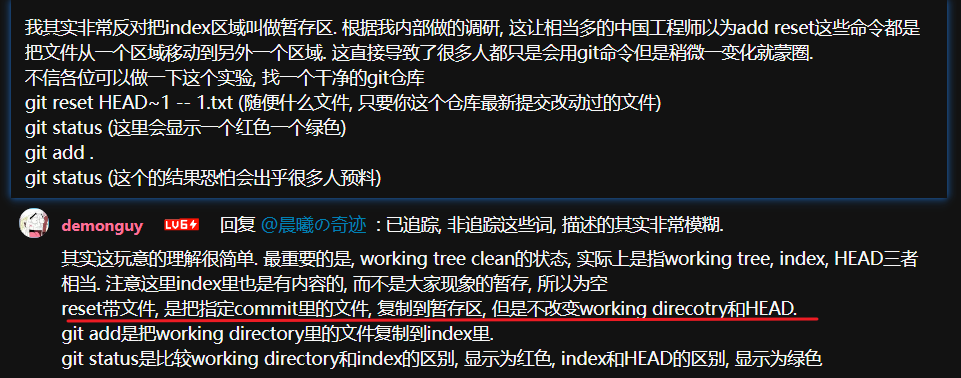 我其实非常反对把index区域叫做暂存区. 根据我内部做的调研, 这让相当多的中国工程师以为add reset这些命令都是
把文件从一个区域移动到另外一个区域. 这直接导致了很多人都只是会用git命令但是稍微一变化就蒙圈.
不信各位可以做一下这个实验, 找一个干净的git仓库
git reset HEAD~1 -- 1.txt (随便什么文件, 只要你这个仓库最新提交改动过的文件)
git status (这里会显示一个红色一个绿色)
git add .
git status (这个的结果恐怕会出乎很多人预料)
demonguy LV6 回复 @晨曦の奇迹 : 已追踪, 非追踪这些词, 描述的其实非常模糊.
其实这玩意的理解很简单. 最重要的是, working tree clean的状态, 实际上是指working tree, index, HEAD三者
相当. 注意这里index里也是有内容的, 而不是大家现象的暂存, 所以为空
reset带文件, 是把指定commit里的文件, 复制到暂存区, 但是不改变working direcotry和HEAD.
git add是把working directory里的文件复制到index里.
git status是比较working directory和index的区别, 显示为红色, index和HEAD的区别, 显示为绿色